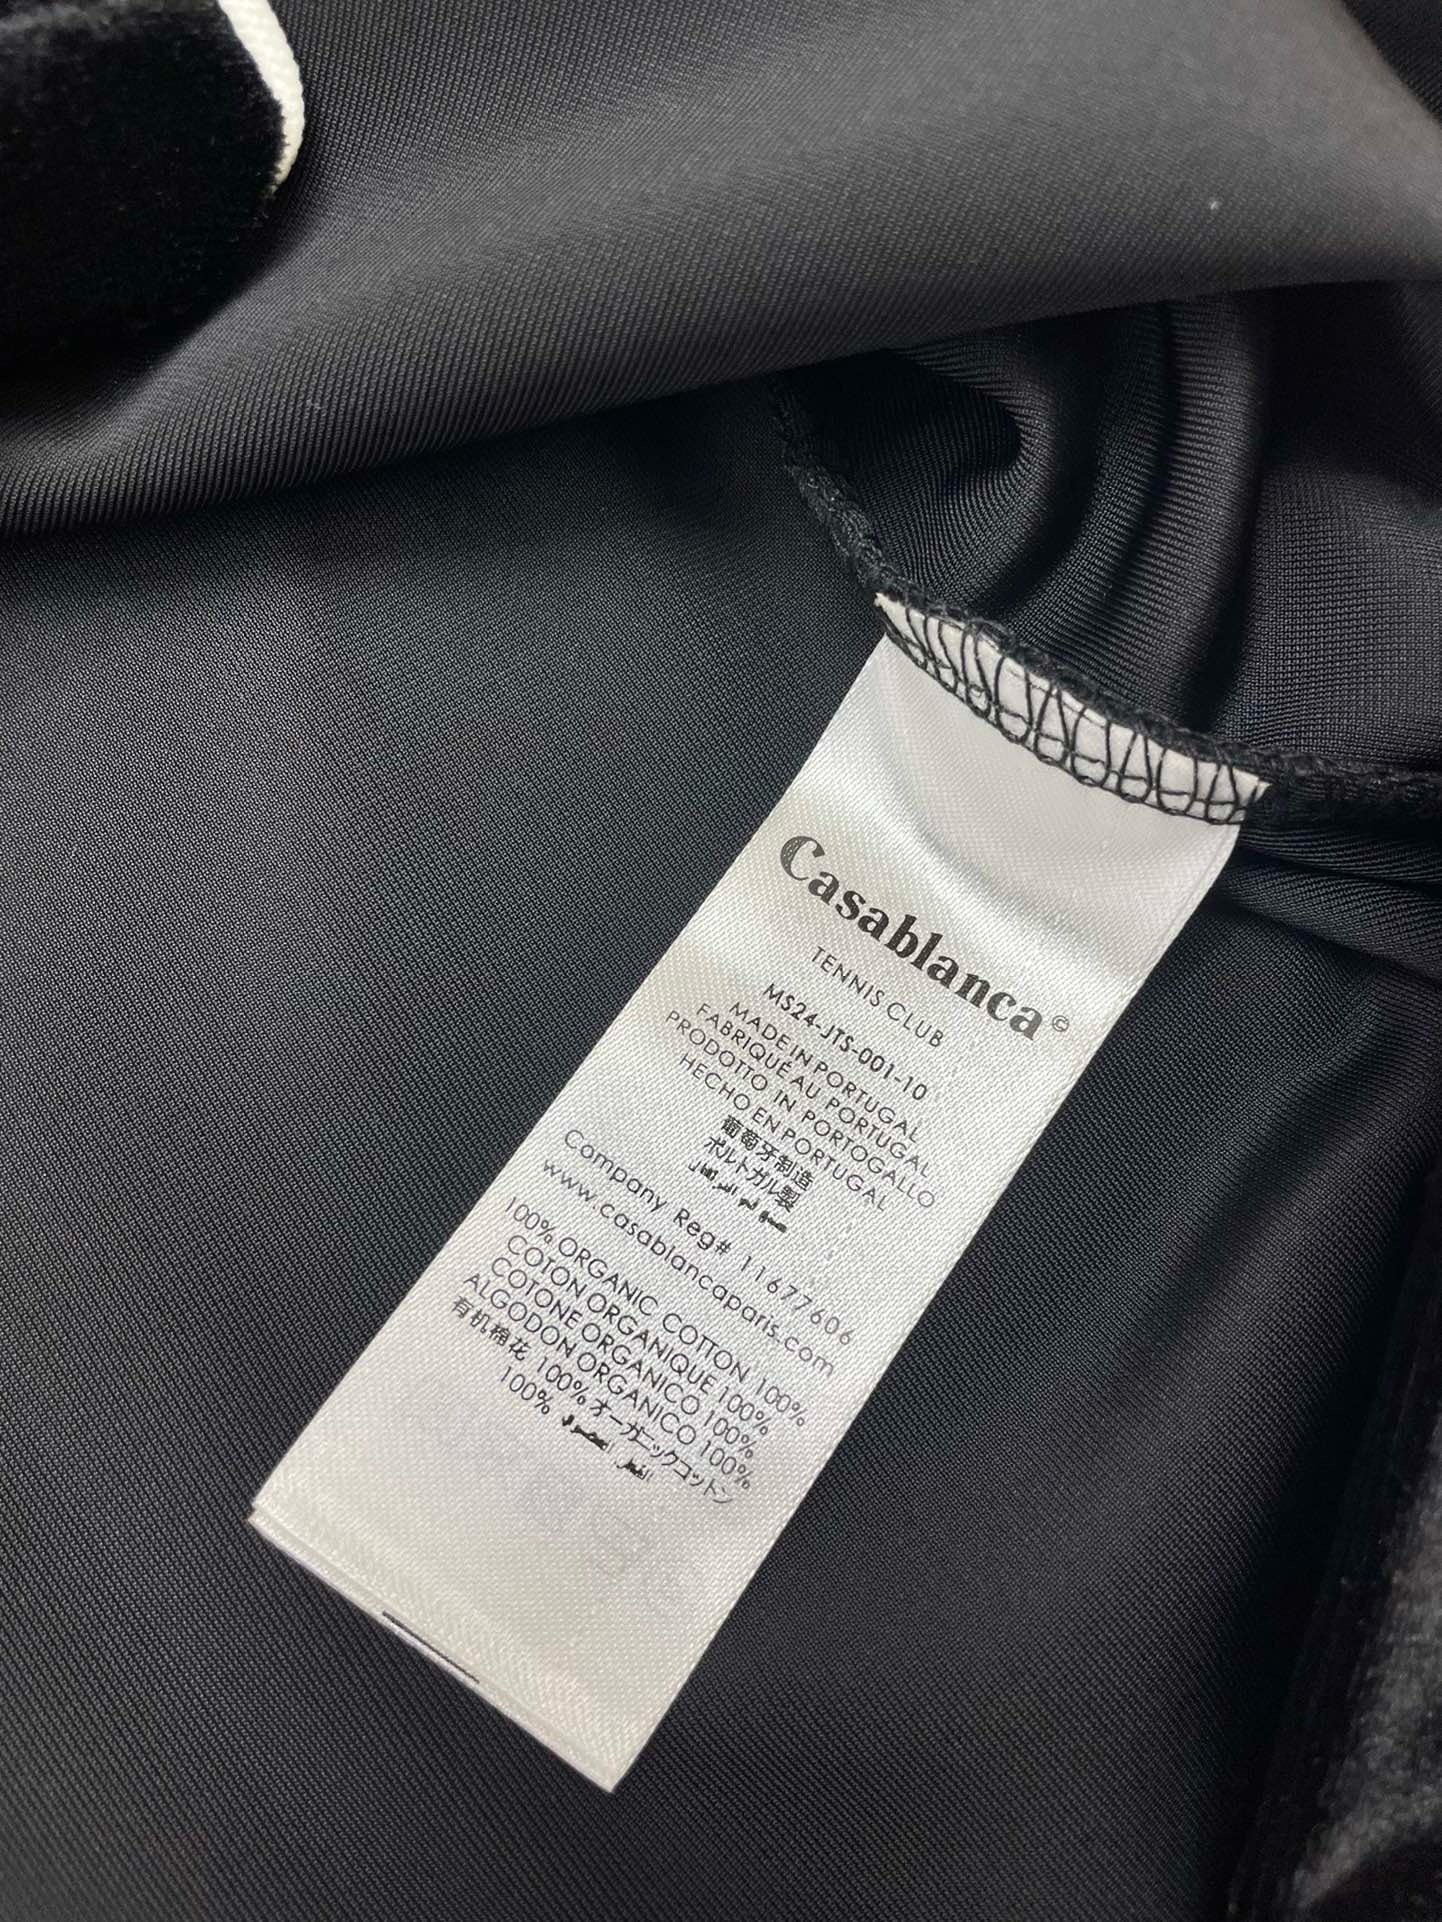 Casablanca©
TENNIS CLUB
MS24-JTS-001-10
MADE IN PORTUGAL
FABRIQUÉ AU PORTUGAL
PRODOTTO IN PORTOGALLO
HECHO EN PORTUGAL
葡萄牙制造
ポルトガル製
Company Reg# 11677606
www.casablancaparis.com
100% ORGANIC COTTON 100%
COTON ORGANIQUE 100%
COTONE ORGANICO 100%
ALGODON ORGANICO 100%
有机棉花 100% オーガニックコットン
100%